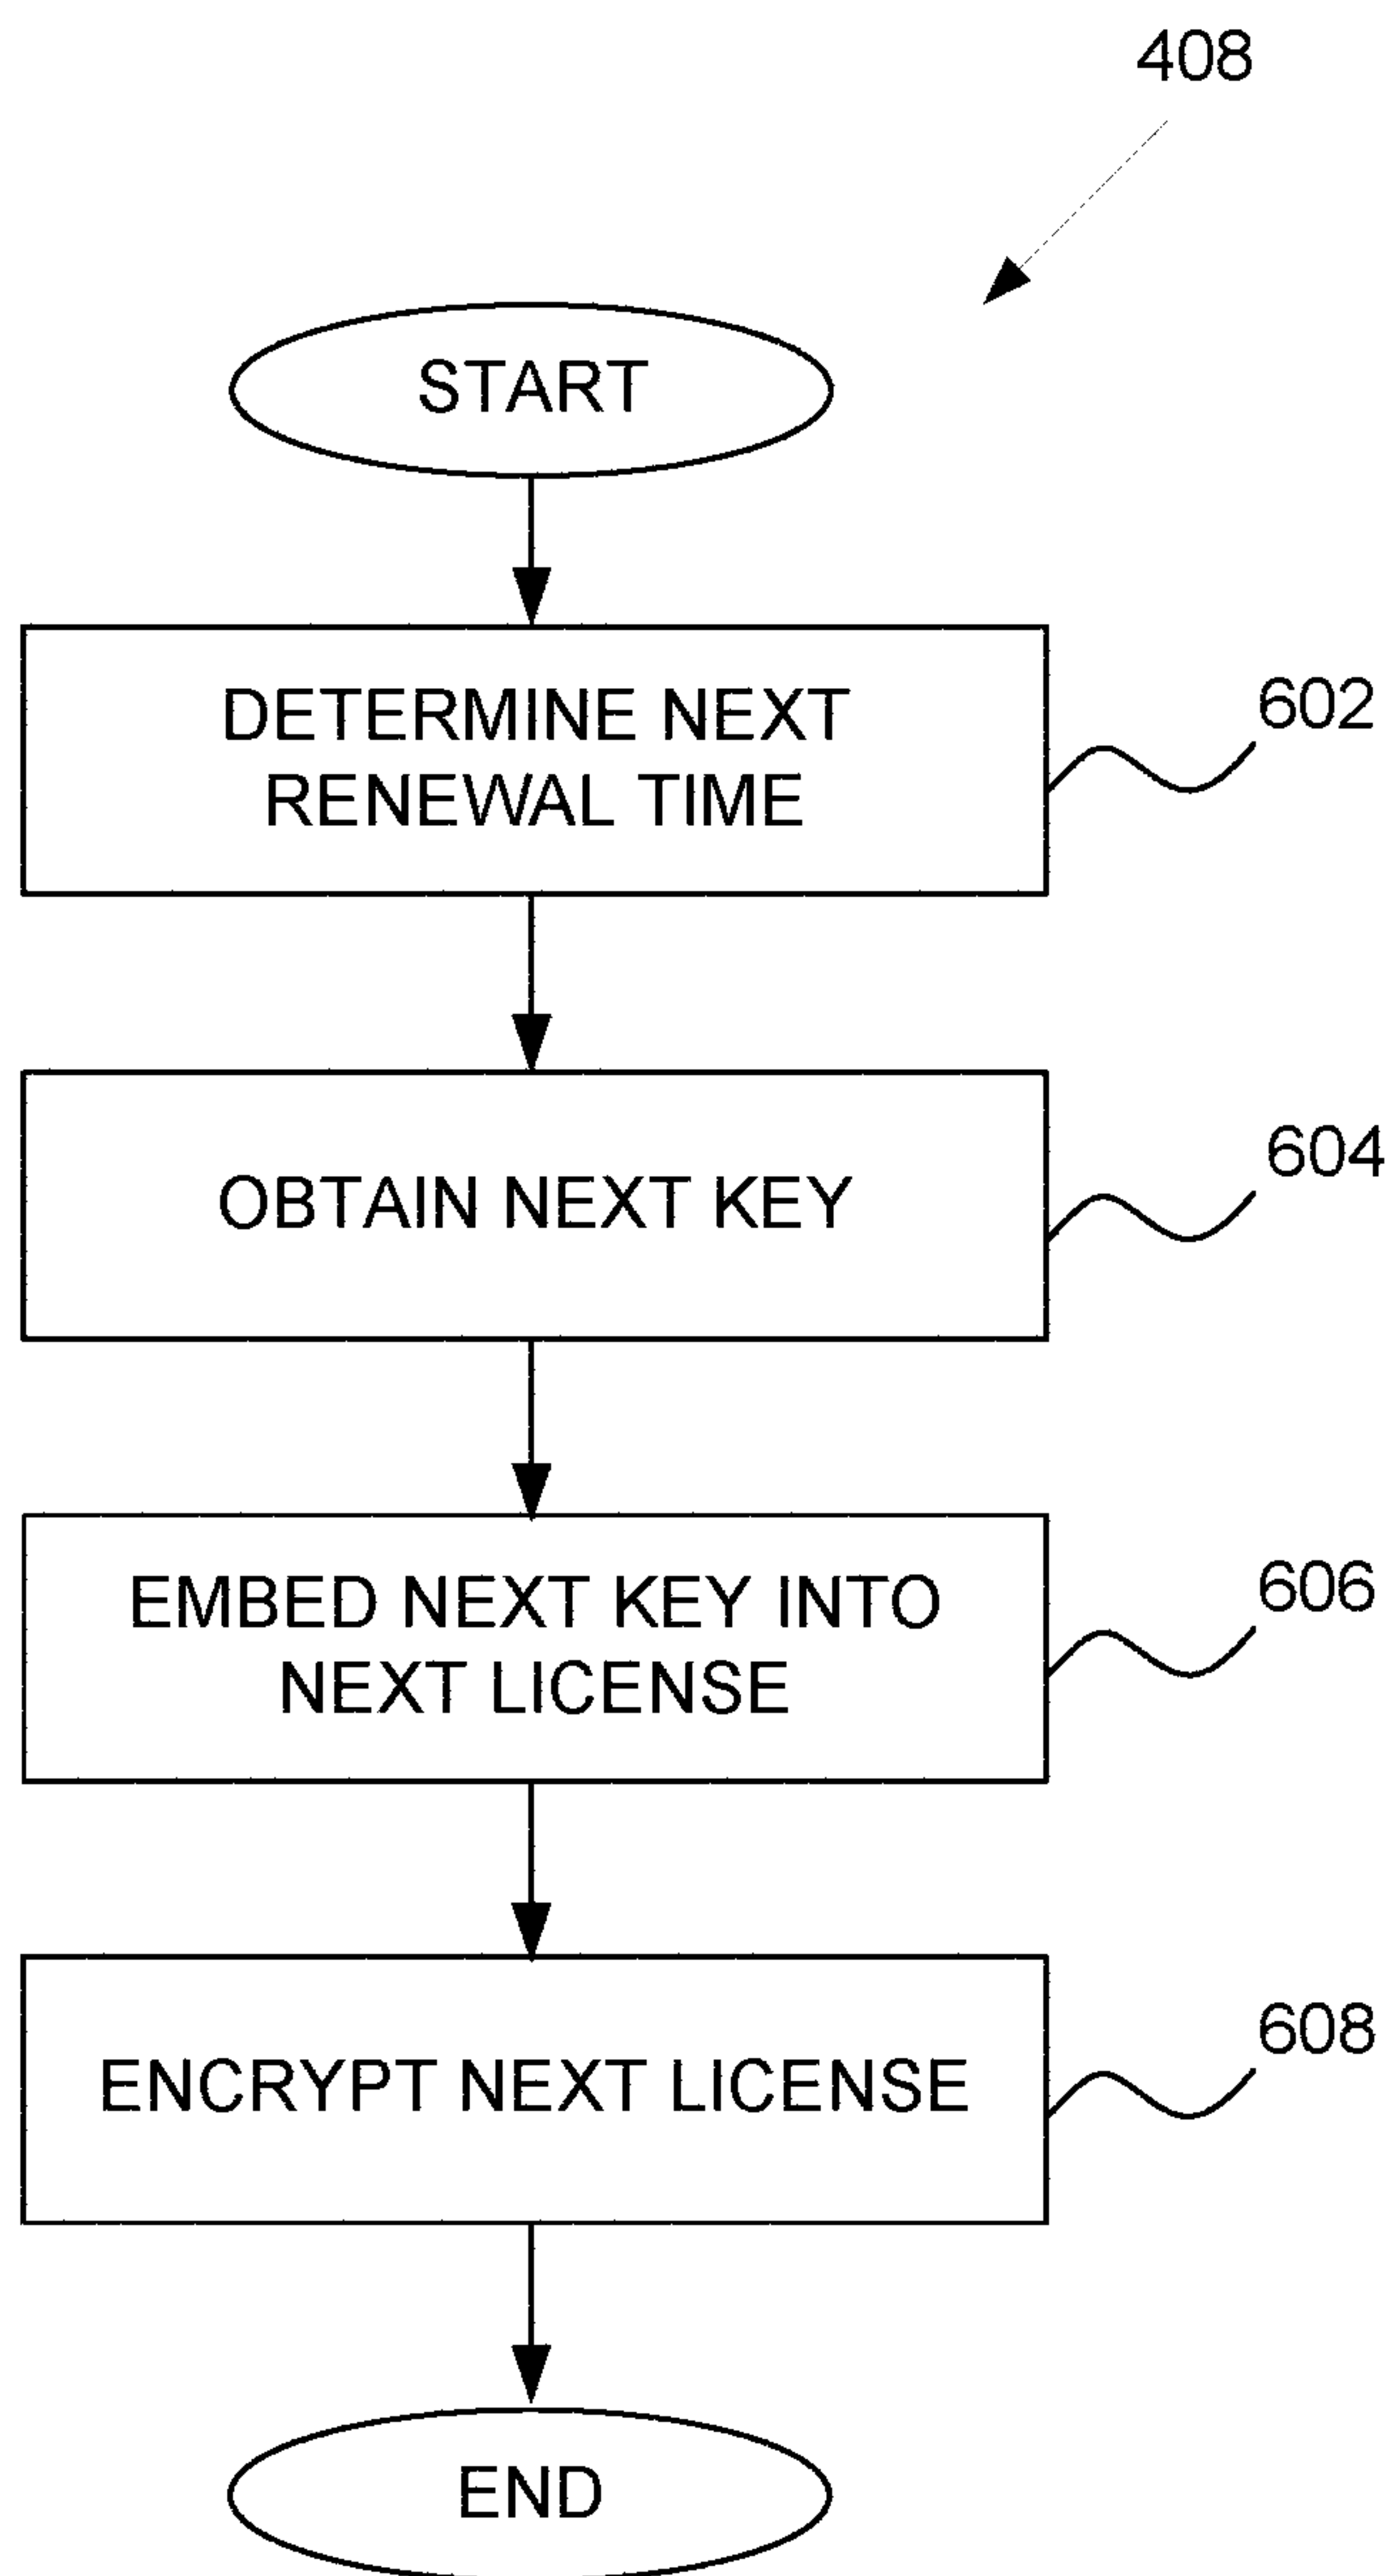 408
START
DETERMINE NEXT
RENEWAL TIME
602
OBTAIN NEXT KEY
604
EMBED NEXT KEY INTO
NEXT LICENSE
606
ENCRYPT NEXT LICENSE
608
END